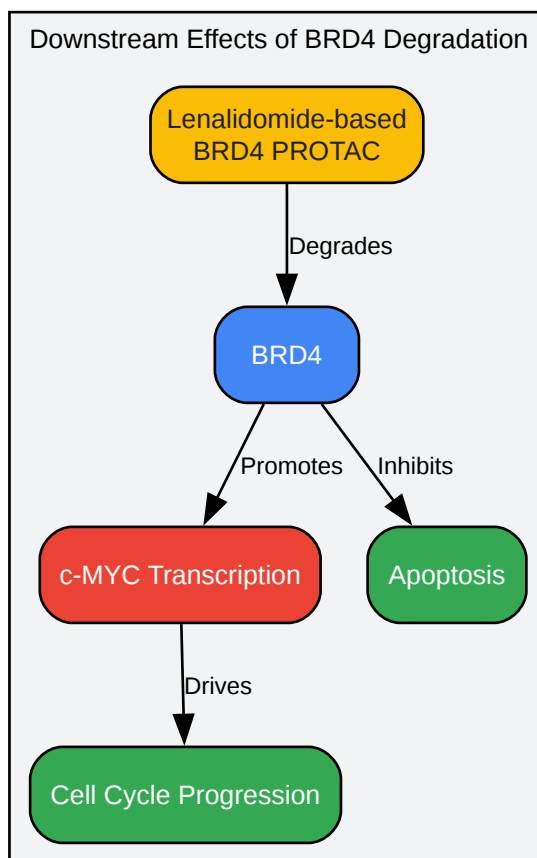 Downstream Effects of BRD4 Degradation
Lenalidomide-based
BRD4 PROTAC
Degrades
BRD4
Promotes
Inhibits
c-MYC Transcription
Apoptosis
Drives
Cell Cycle Progression